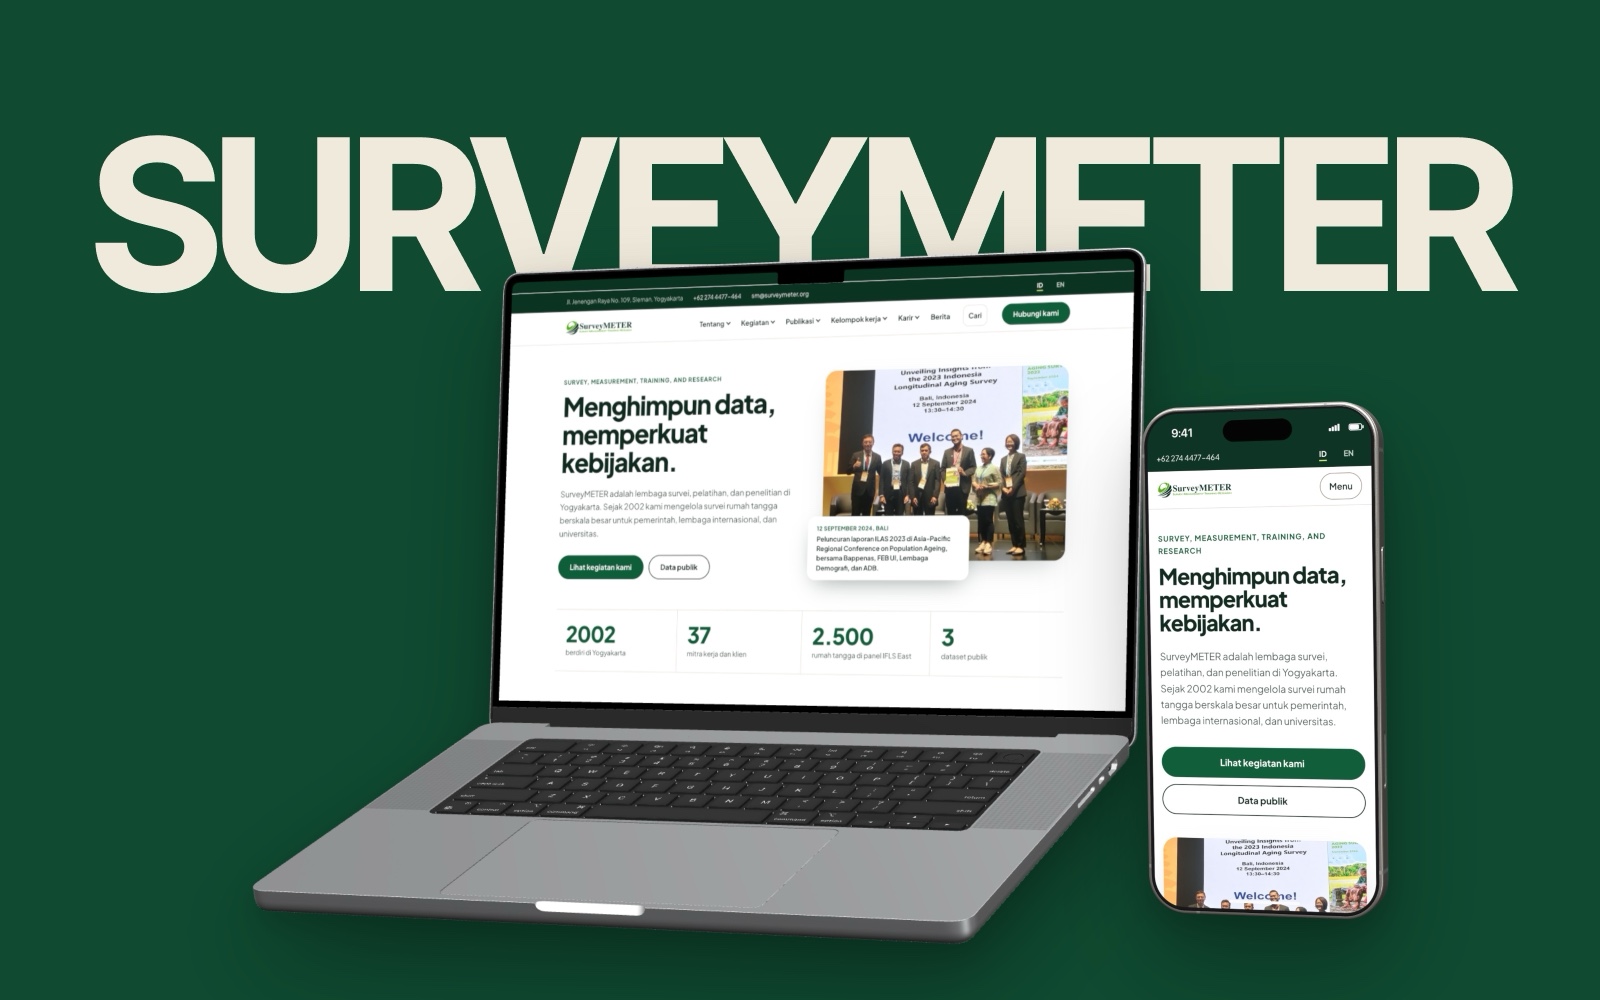 SURVEYMETER
Jl. Jenengan Raya No. 109, Sleman, Yogyakarta +62 274 4477-464 sm@surveymeter.org ID EN
SurveyMETER Tentang Kegiatan Publikasi Kelompok kerja Karir Berita Cari Hubungi kami
SURVEY, MEASUREMENT, TRAINING, AND RESEARCH
Menghimpun data,
memperkuat
kebijakan.
SurveyMETER adalah lembaga survei, pelatihan, dan penelitian di
Yogyakarta. Sejak 2002 kami mengelola survei rumah tangga
berskala besar untuk pemerintah, lembaga internasional, dan
universitas.
Lihat kegiatan kami Data publik
Unveiling Insights from
the 2023 Indonesia
Longitudinal Aging Survey
Bali, Indonesia
12 September 2024
13:30-14:30
Welcome!
12 SEPTEMBER 2024, BALI
Peluncuran laporan ILAS 2023 di Asia-Pacific
Regional Conference on Population Ageing,
bersama Bappenas, FEB UI, Lembaga
Demografi, dan ADB.
2002
berdiri di Yogyakarta
37
mitra kerja dan klien
2.500
rumah tangga di panel IFLS East
3
dataset publik
9:41
+62 274 4477-464 ID EN
SurveyMETER Menu
SURVEY, MEASUREMENT, TRAINING, AND
RESEARCH
Menghimpun data,
memperkuat
kebijakan.
SurveyMETER adalah lembaga survei,
pelatihan, dan penelitian di Yogyakarta.
Sejak 2002 kami mengelola survei rumah
tangga berskala besar untuk pemerintah,
lembaga internasional, dan universitas.
Lihat kegiatan kami
Data publik
Unveiling Insights from
the 2023 Indonesia
Longitudinal Aging Survey
Bali, Indonesia
12 September 2024
13:30-14:30
Welcome!